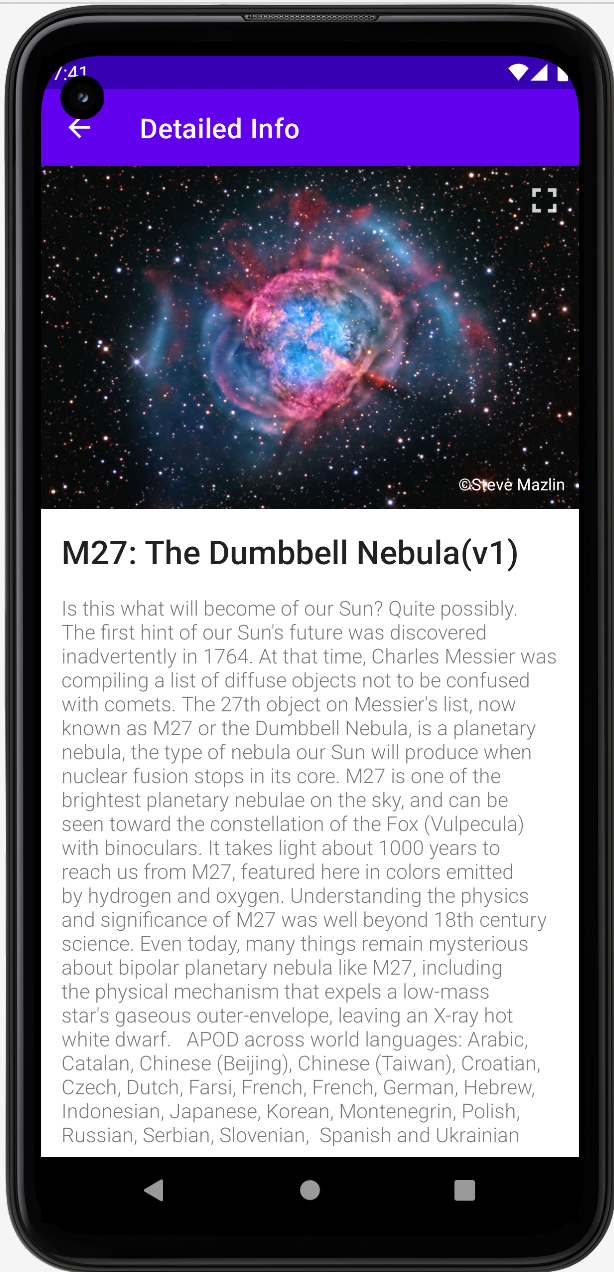 7:41
Detailed Info
©Steve Mazlin
M27: The Dumbbell Nebula(v1)
Is this what will become of our Sun? Quite possibly.
The first hint of our Sun's future was discovered
inadvertently in 1764. At that time, Charles Messier was
compiling a list of diffuse objects not to be confused
with comets. The 27th object on Messier's list, now
known as M27 or the Dumbbell Nebula, is a planetary
nebula, the type of nebula our Sun will produce when
nuclear fusion stops in its core. M27 is one of the
brightest planetary nebulae on the sky, and can be
seen toward the constellation of the Fox (Vulpecula)
with binoculars. It takes light about 1000 years to
reach us from M27, featured here in colors emitted
by hydrogen and oxygen. Understanding the physics
and significance of M27 was well beyond 18th century
science. Even today, many things remain mysterious
about bipolar planetary nebula like M27, including
the physical mechanism that expels a low-mass
star's gaseous outer-envelope, leaving an X-ray hot
white dwarf.   APOD across world languages: Arabic,
Catalan, Chinese (Beijing), Chinese (Taiwan), Croatian,
Czech, Dutch, Farsi, French, French, German, Hebrew,
Indonesian, Japanese, Korean, Montenegrin, Polish,
Russian, Serbian, Slovenian,  Spanish and Ukrainian